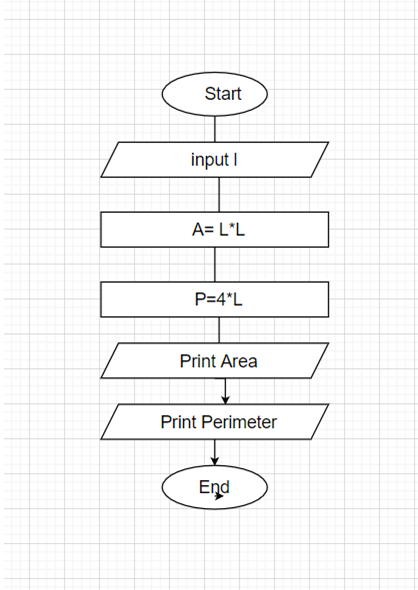 Start
input l
A= L*L
P=4*L
Print Area
Print Perimeter
End